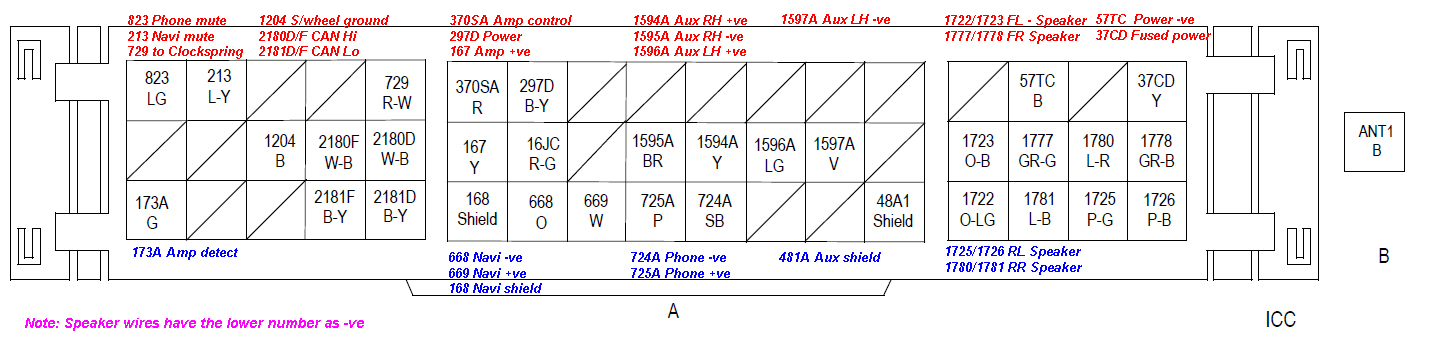 823 Phone mute
213 Navi mute
729 to Clockspring
1204 S/wheel ground
2180D/F CAN Hi
2181D/F CAN Lo
370SA Amp control
297D Power
167 Amp +ve
1594A Aux RH +ve
1595A Aux RH -ve
1596A Aux LH +ve
1597A Aux LH -ve
1722/1723 FL - Speaker
1777/1778 FR Speaker
57TC Power -ve
37CD Fused power
823 LG
213 L-Y
729 R-W
1204 B
2180F W-B
2180D W-B
173A G
2181F B-Y
2181D B-Y
370SA R
297D B-Y
167 Y
16JC R-G
1595A BR
1594A Y
1596A LG
1597A V
168 Shield
668 O
669 W
725A P
724A SB
48A1 Shield
57TC B
37CD Y
1723 O-B
1777 GR-G
1780 L-R
1778 GR-B
1722 O-LG
1781 L-B
1725 P-G
1726 P-B
ANT1 B
173A Amp detect
668 Navi -ve
669 Navi +ve
168 Navi shield
724A Phone -ve
725A Phone +ve
481A Aux shield
1725/1726 RL Speaker
1780/1781 RR Speaker
B
A
ICC
Note: Speaker wires have the lower number as -ve